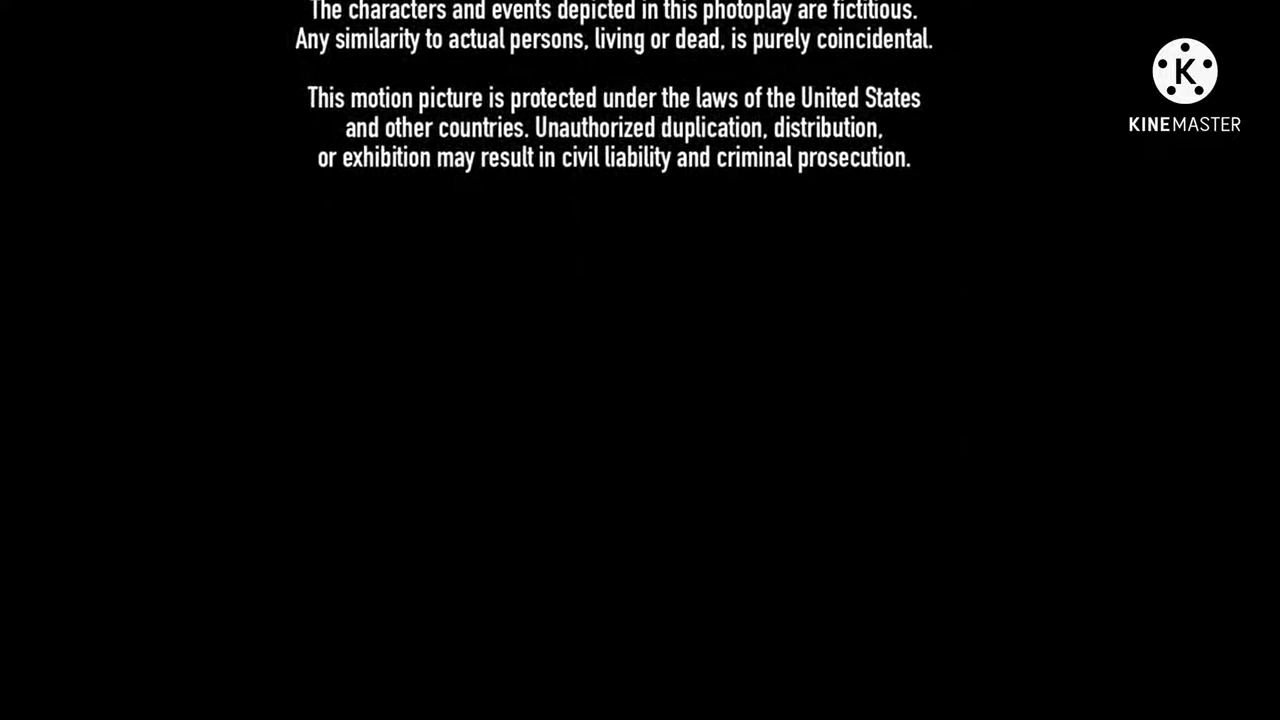 The characters and events depicted in this photoplay are fictitious.
Any similarity to actual persons, living or dead, is purely coincidental.
This motion picture is protected under the laws of the United States
and other countries. Unauthorized duplication, distribution,
or exhibition may result in civil liability and criminal prosecution.
K
KINEMASTER